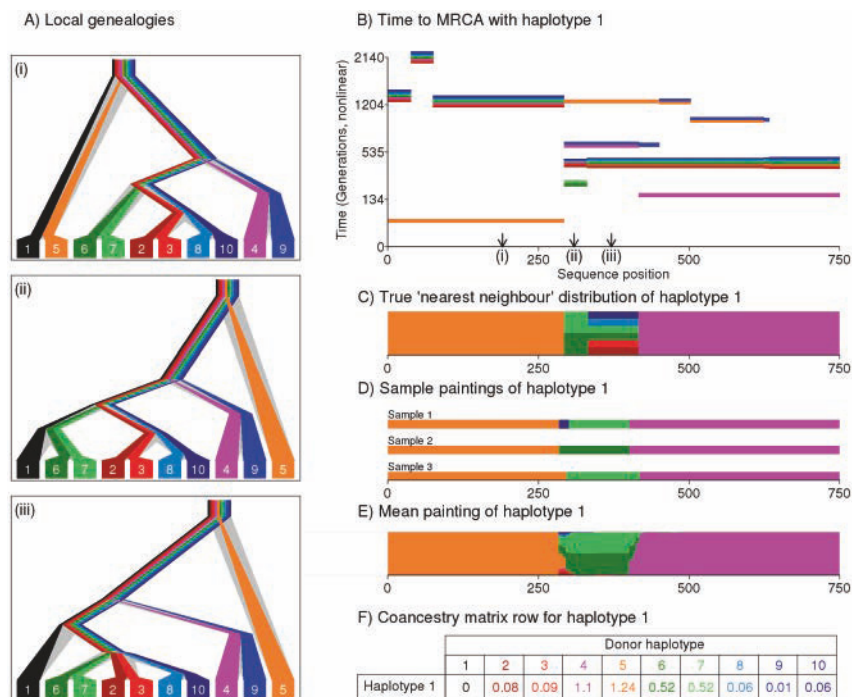 A) Local genealogies
(i)
1 5 6 7 2 3 8 10 4 9
(ii)
1 6 7 2 3 8 10 4 9 5
(iii)
1 6 7 2 3 8 10 4 9 5
B) Time to MRCA with haplotype 1
Time (Generations, nonlinear)
2140
1204
535
134
0
(i) (ii) (iii)
0 250 500 750
Sequence position
C) True 'nearest neighbour' distribution of haplotype 1
0 250 500 750
D) Sample paintings of haplotype 1
Sample 1
Sample 2
Sample 3
0 250 500 750
E) Mean painting of haplotype 1
0 250 500 750
F) Coancestry matrix row for haplotype 1
Donor haplotype
1 2 3 4 5 6 7 8 9 10
Haplotype 1 0 0.08 0.09 1.1 1.24 0.52 0.52 0.06 0.01 0.06